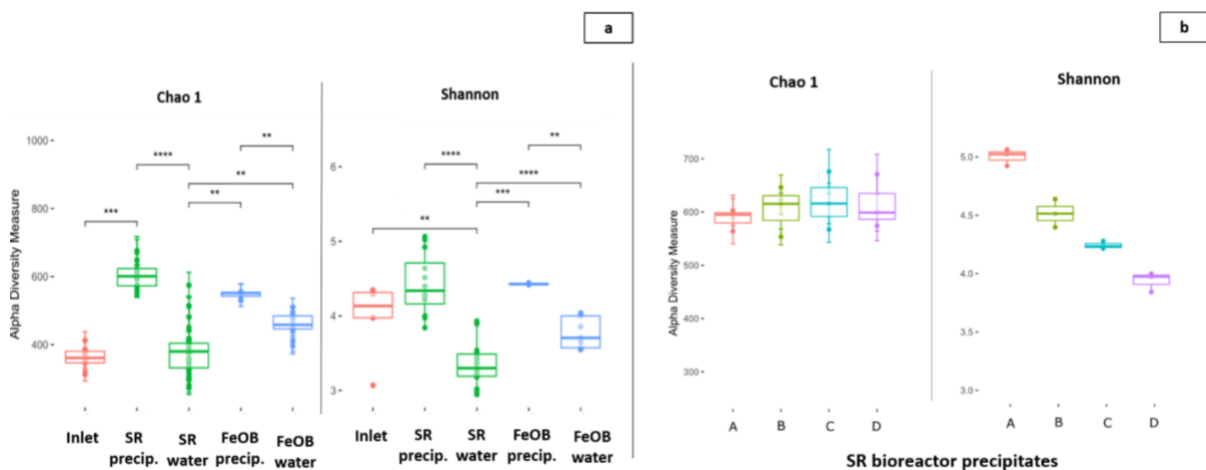 a
b
Chao 1
Shannon
Chao 1
Shannon
Alpha Diversity Measure
1000
800
600
400
***
****
**
**
**
6
5
4
3
**
****
***
****
**
Inlet
SR precip.
SR water
FeOB precip.
FeOB water
Inlet
SR precip.
SR water
FeOB precip.
FeOB water
Alpha Diversity Measure
700
600
500
400
300
5.0
4.5
4.0
3.5
3.0
A B C D
A B C D
SR bioreactor precipitates